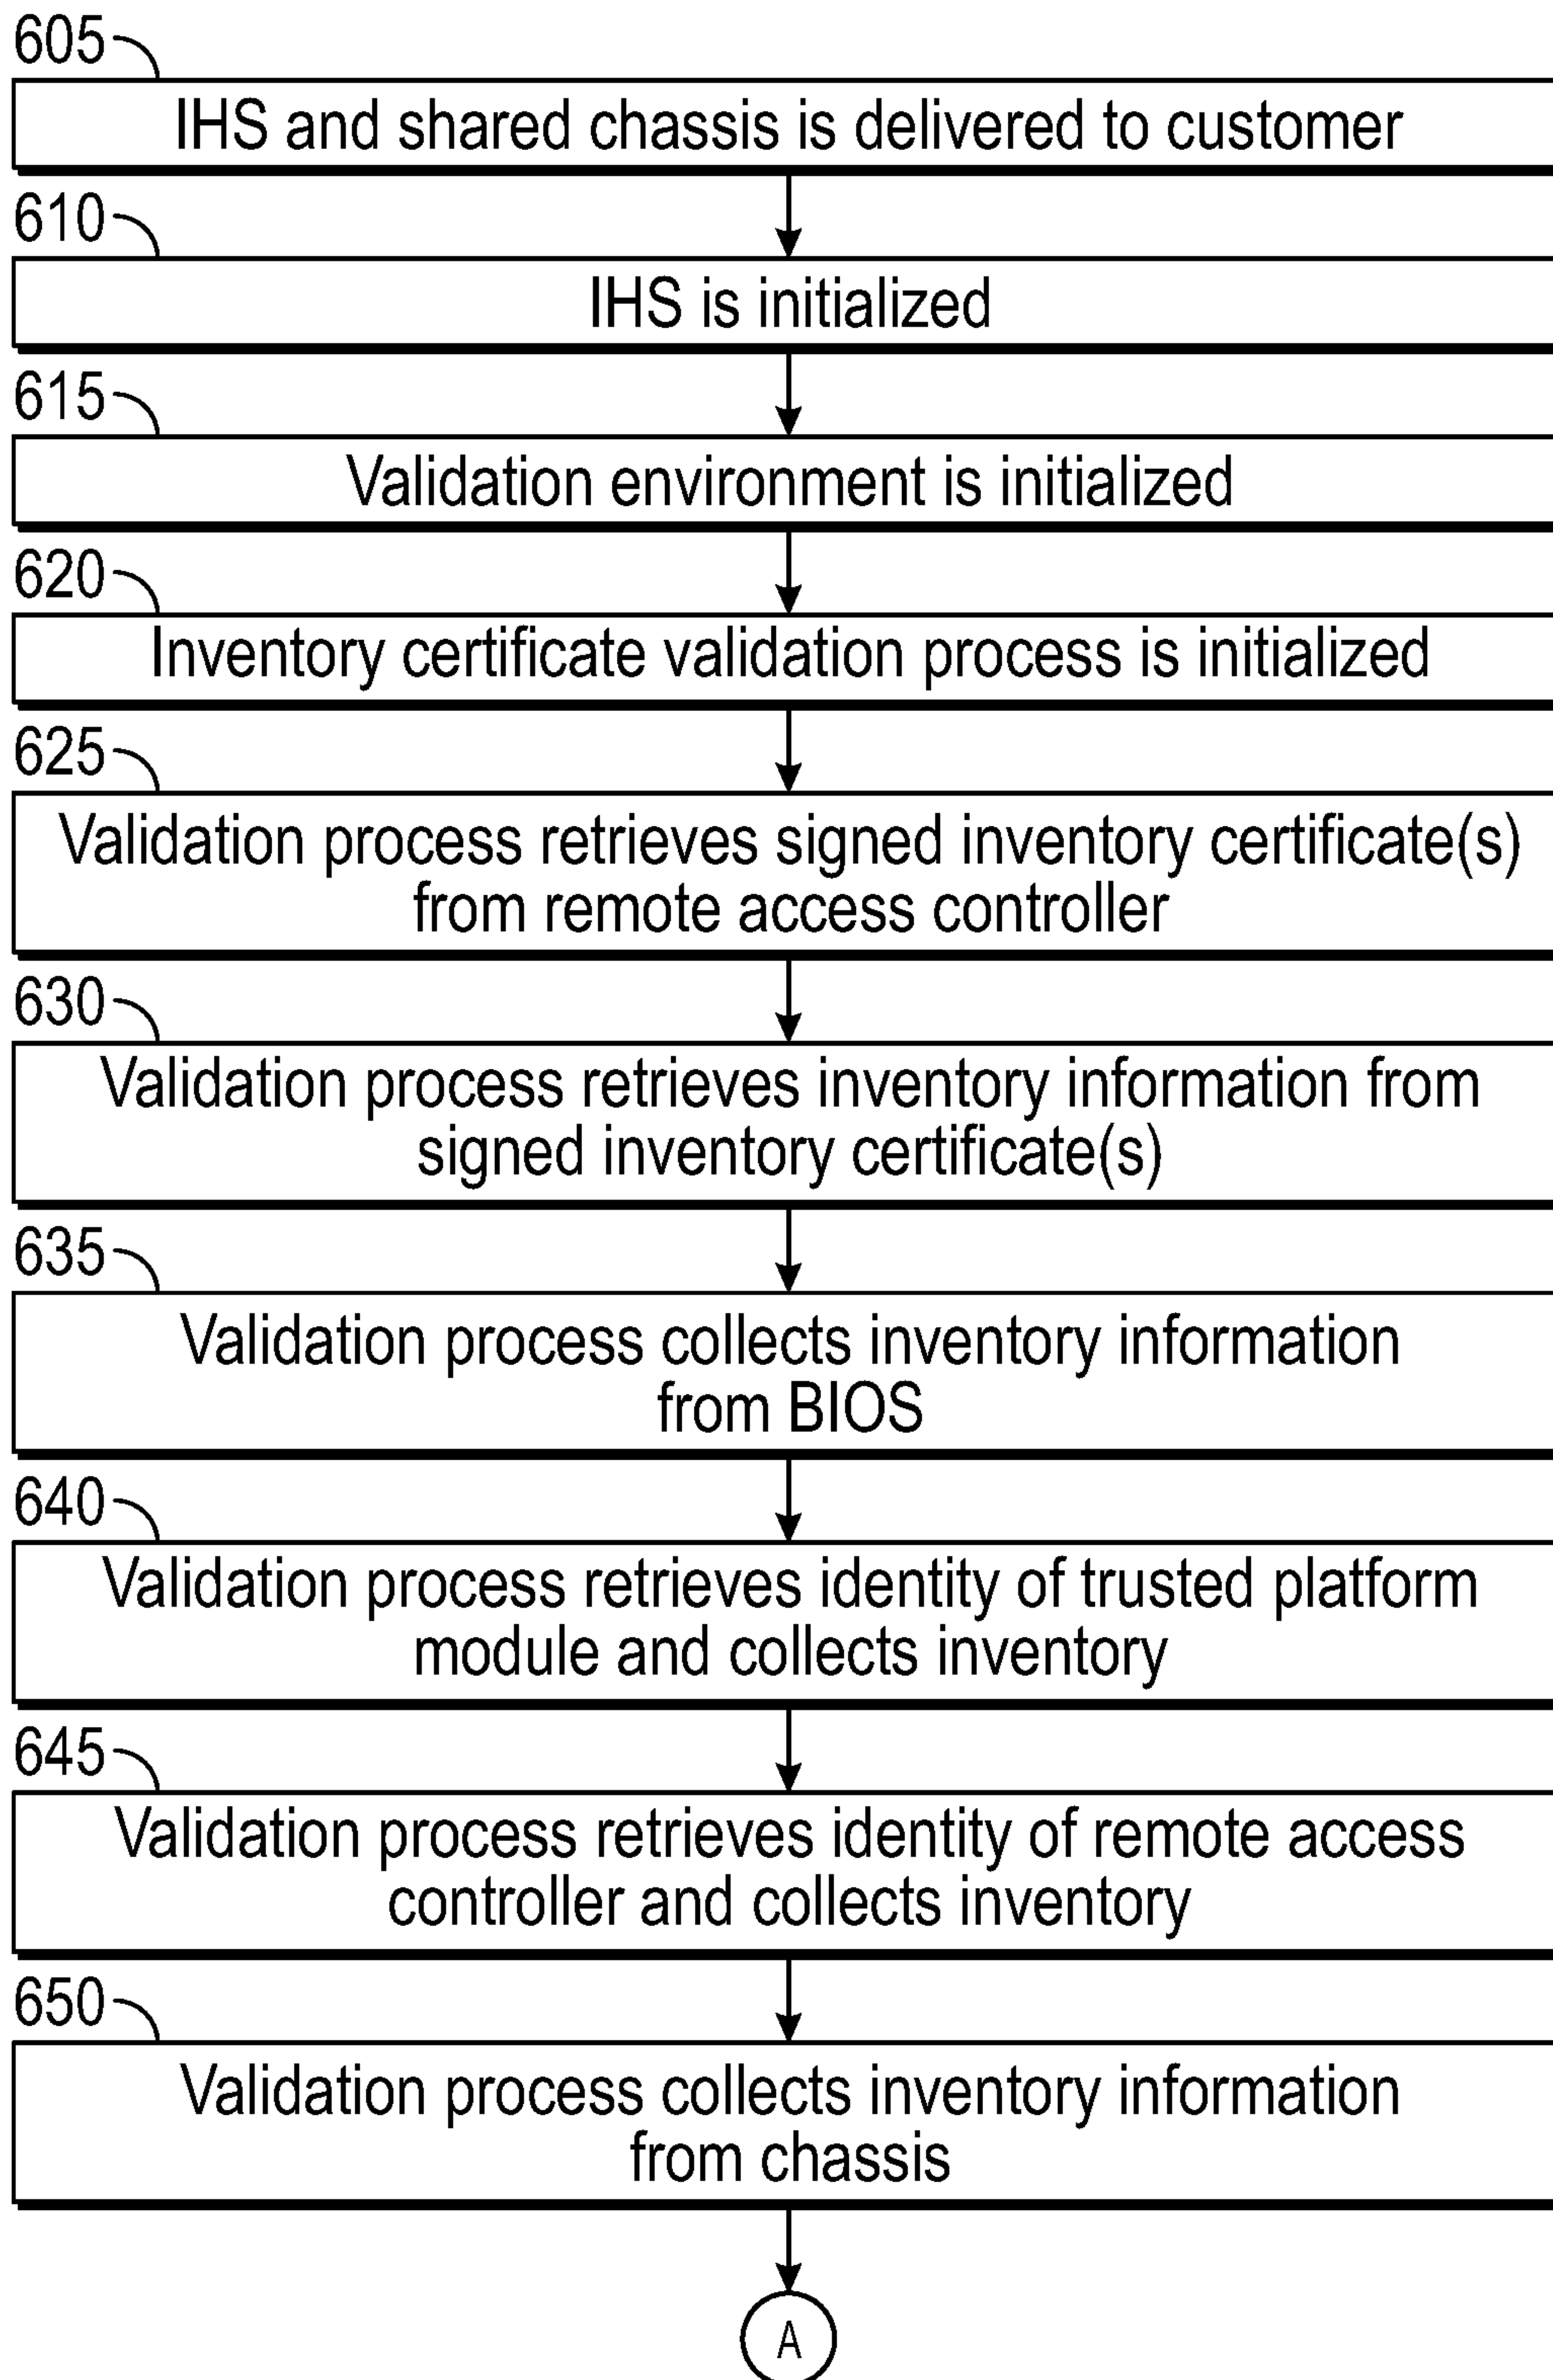 605
IHS and shared chassis is delivered to customer
610
IHS is initialized
615
Validation environment is initialized
620
Inventory certificate validation process is initialized
625
Validation process retrieves signed inventory certificate(s)
from remote access controller
630
Validation process retrieves inventory information from
signed inventory certificate(s)
635
Validation process collects inventory information
from BIOS
640
Validation process retrieves identity of trusted platform
module and collects inventory
645
Validation process retrieves identity of remote access
controller and collects inventory
650
Validation process collects inventory information
from chassis
A